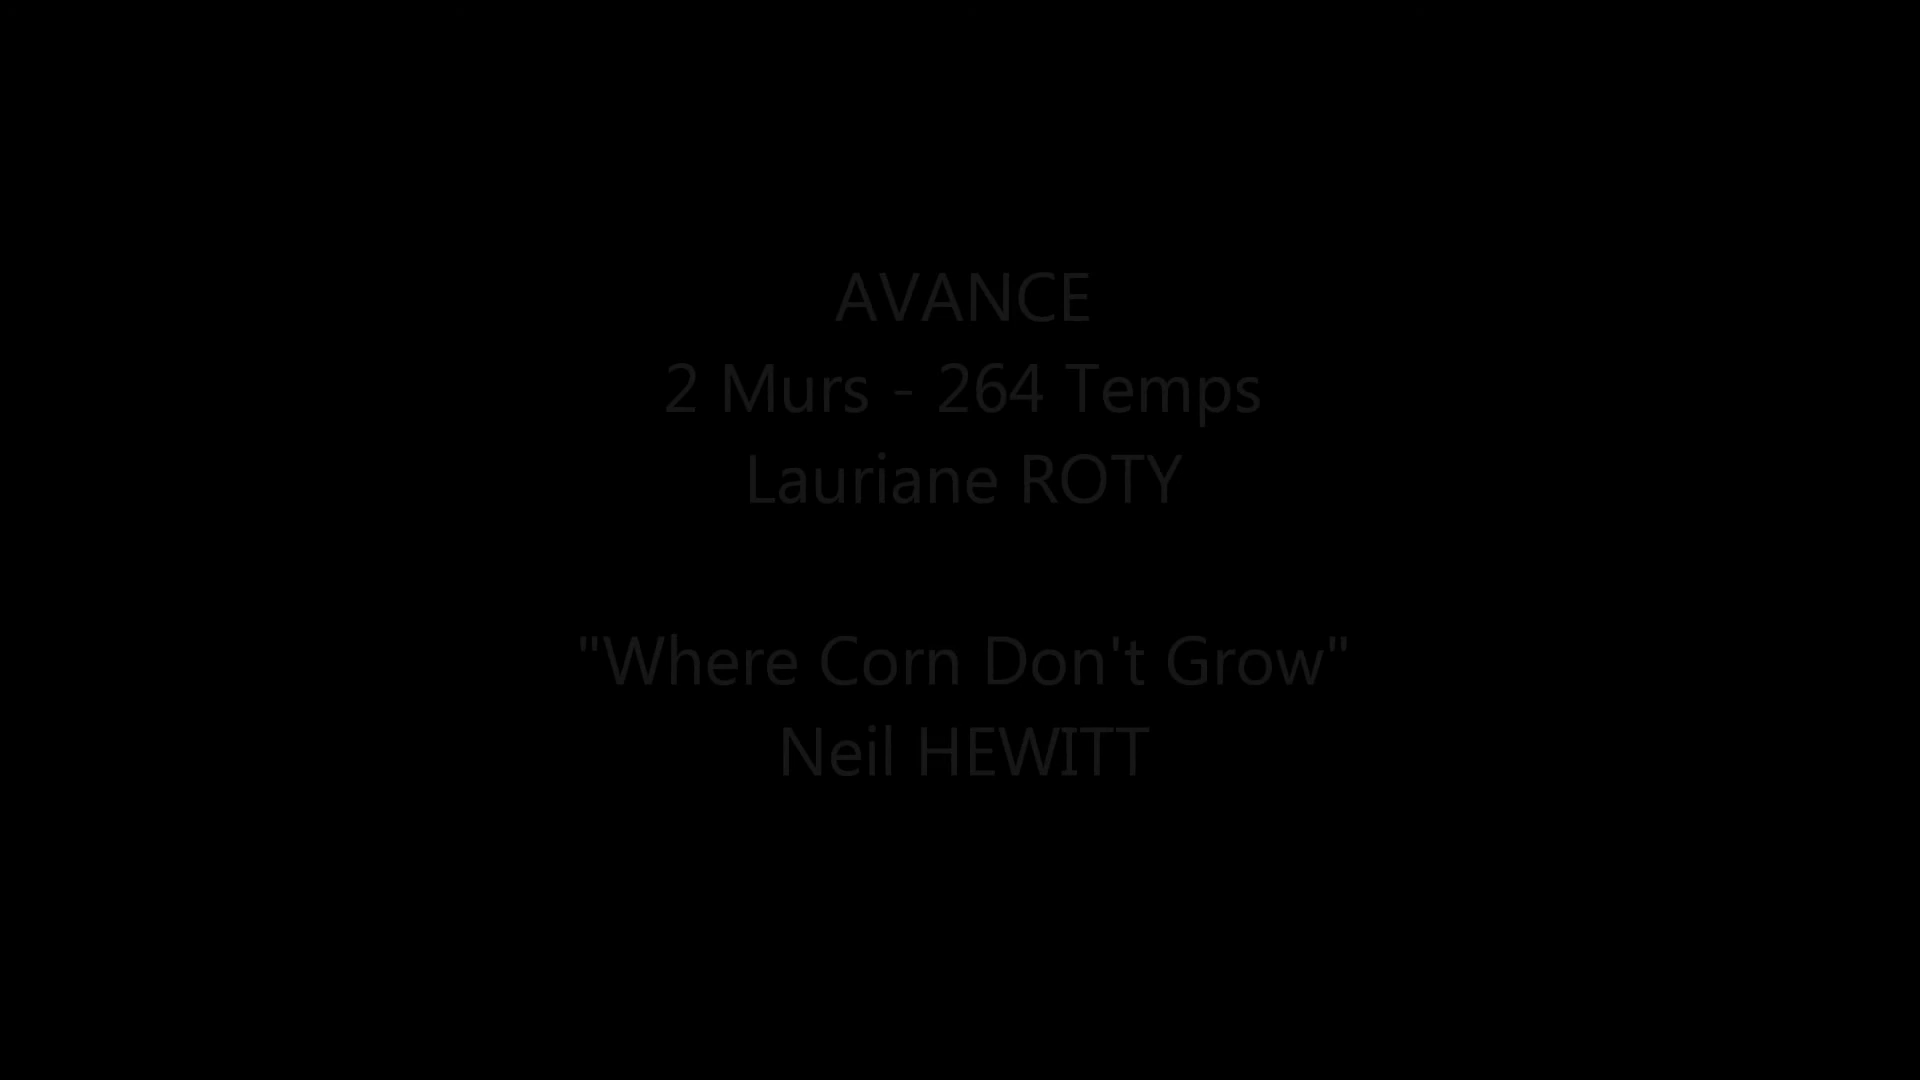 AVANCE
2 Murs - 264 Temps
Lauriane ROTY
"Where Corn Don't Grow"
Neil HEWITT